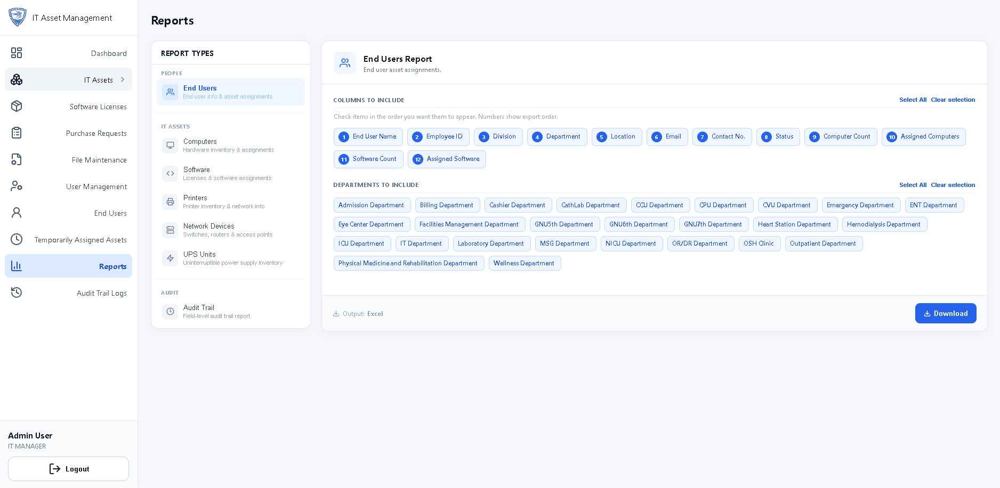 IT Asset Management
Dashboard
IT Assets
Software Licenses
Purchase Requests
File Maintenance
User Management
End Users
Temporarily Assigned Assets
Reports
Audit Trail Logs
Admin User
IT MANAGER
Logout
Reports
REPORT TYPES
PEOPLE
End Users
End user info & asset assignments
IT ASSETS
Computers
Hardware inventory & assignments
Software
Licenses & software assignments
Printers
Printer inventory & network info
Network Devices
Switches, routers & access points
UPS Units
Uninterruptible power supply inventory
AUDIT
Audit Trail
Field-level audit trail report
End Users Report
End user asset assignments.
COLUMNS TO INCLUDE Select All Clear selection
Check items in the order you want them to appear. Numbers show export order.
1 End User Name 2 Employee ID 3 Division 4 Department 5 Location 6 Email 7 Contact No. 8 Status 9 Computer Count 10 Assigned Computers
11 Software Count 12 Assigned Software
DEPARTMENTS TO INCLUDE Select All Clear selection
Admission Department Billing Department Cashier Department CathLab Department CCU Department CPU Department CVU Department Emergency Department ENT Department
Eye Center Department Facilities Management Department GNU5th Department GNU6th Department GNU7th Department Heart Station Department Hemodialysis Department
ICU Department IT Department Laboratory Department MSG Department NICU Department OR/DR Department OSH Clinic Outpatient Department
Physical Medicine and Rehabilitation Department Wellness Department
Output: Excel
Download